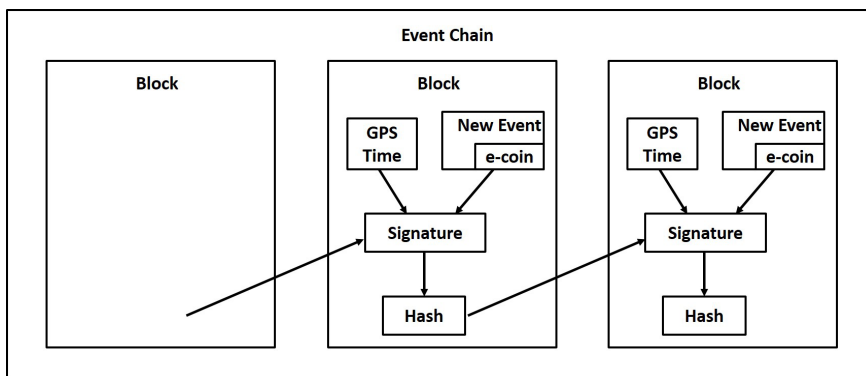 Event Chain
Block
Block
GPS
Time
New Event
e-coin
Signature
Hash
Block
GPS
Time
New Event
e-coin
Signature
Hash